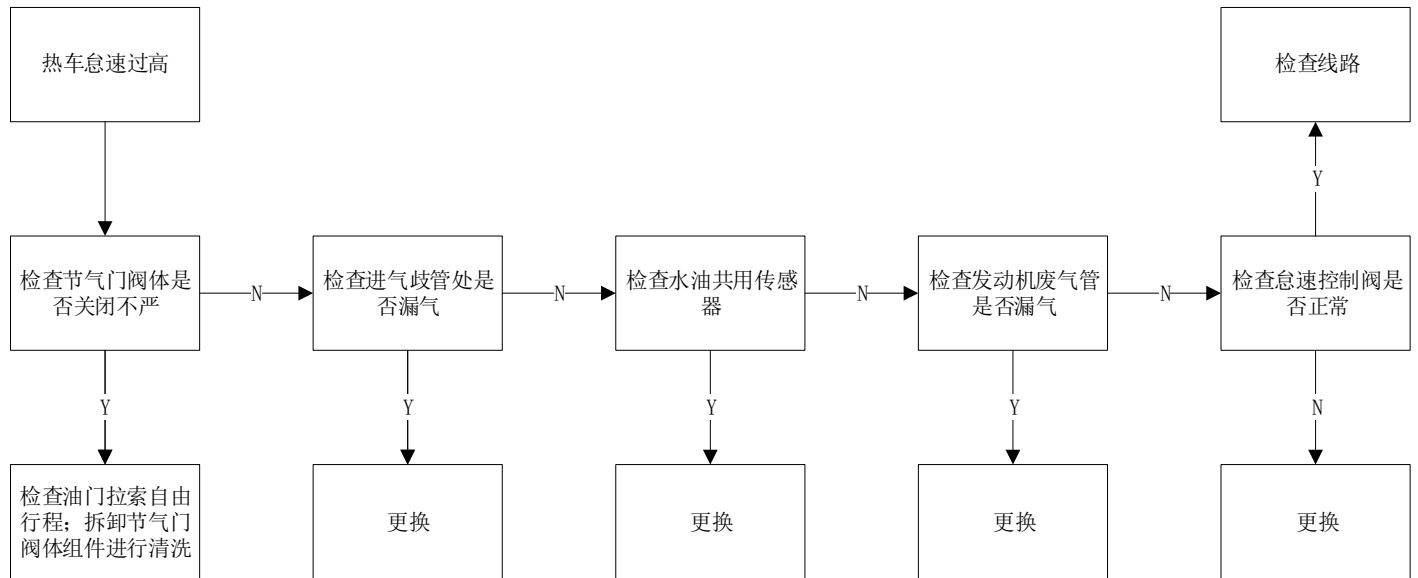 热车怠速过高
检查线路
Y
检查节气门阀体是
否关闭不严
N
检查进气歧管处是
否漏气
N
检查水油共用传感
器
N
检查发动机废气管
是否漏气
N
检查怠速控制阀是
否正常
Y
Y
Y
Y
N
检查油门拉索自由
行程；拆卸节气门
阀体组件进行清洗
更换
更换
更换
更换